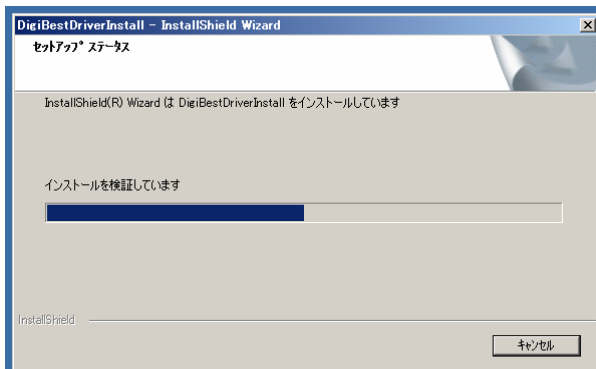 DigiBestDriverInstall - InstallShield Wizard
セットアップ ステータス
InstallShield(R) Wizard は DigiBestDriverInstall をインストールしています
インストールを検証しています
InstallShield
キャンセル